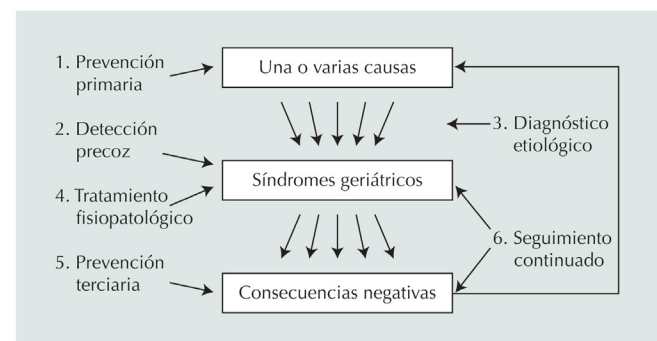 1. Prevención
primaria
Una o varias causas
2. Detección
precoz
3. Diagnóstico
etiológico
Síndromes geriátricos
4. Tratamiento
fisiopatológico
5. Prevención
terciaria
6. Seguimiento
continuado
Consecuencias negativas